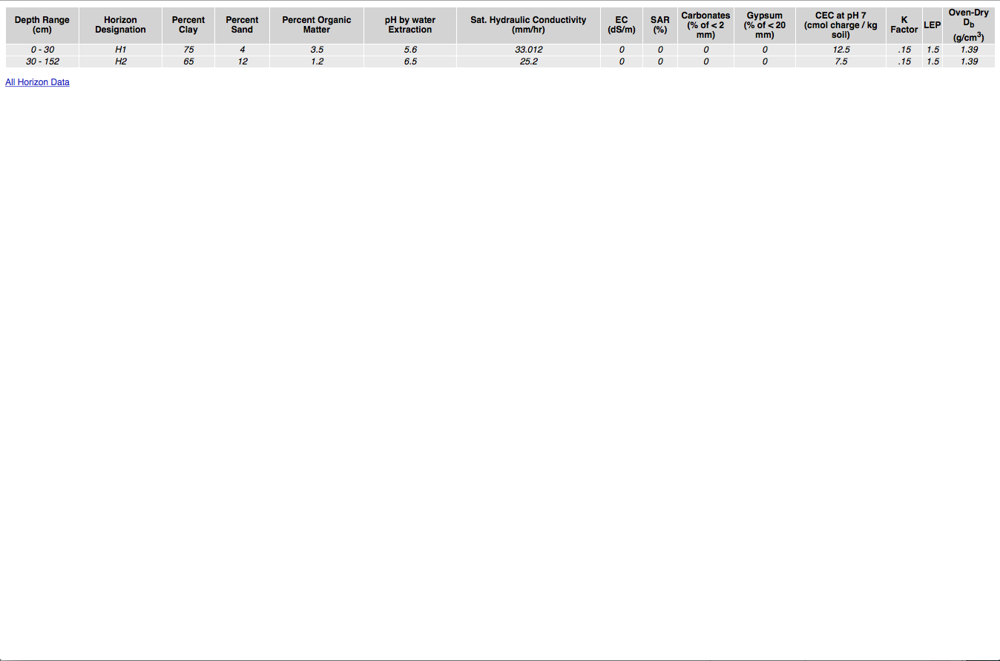 Depth Range (cm) Horizon Designation Percent Clay Percent Sand Percent Organic Matter pH by water Extraction Sat. Hydraulic Conductivity (mm/hr) EC (dS/m) SAR (%) Carbonates (% of < 2 mm) Gypsum (% of < 20 mm) CEC at pH 7 (cmol charge / kg soil) K Factor LEP Oven-Dry Db (g/cm3)
0 - 30 H1 75 4 3.5 5.6 33.012 0 0 0 0 12.5 .15 1.5 1.39
30 - 152 H2 65 12 1.2 6.5 25.2 0 0 0 0 7.5 .15 1.5 1.39
All Horizon Data